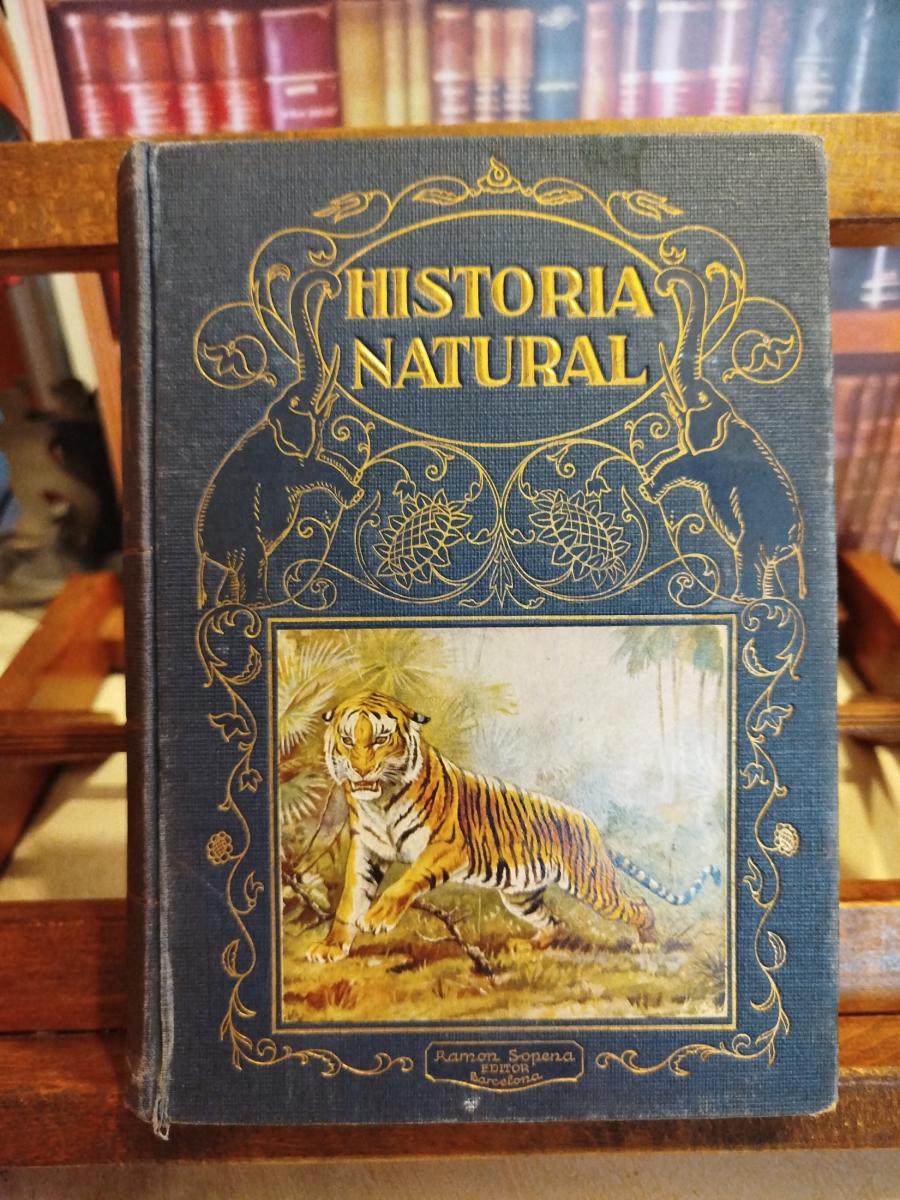 HISTORIA
NATURAL
Ramon Sopena
EDITOR
Barcelona